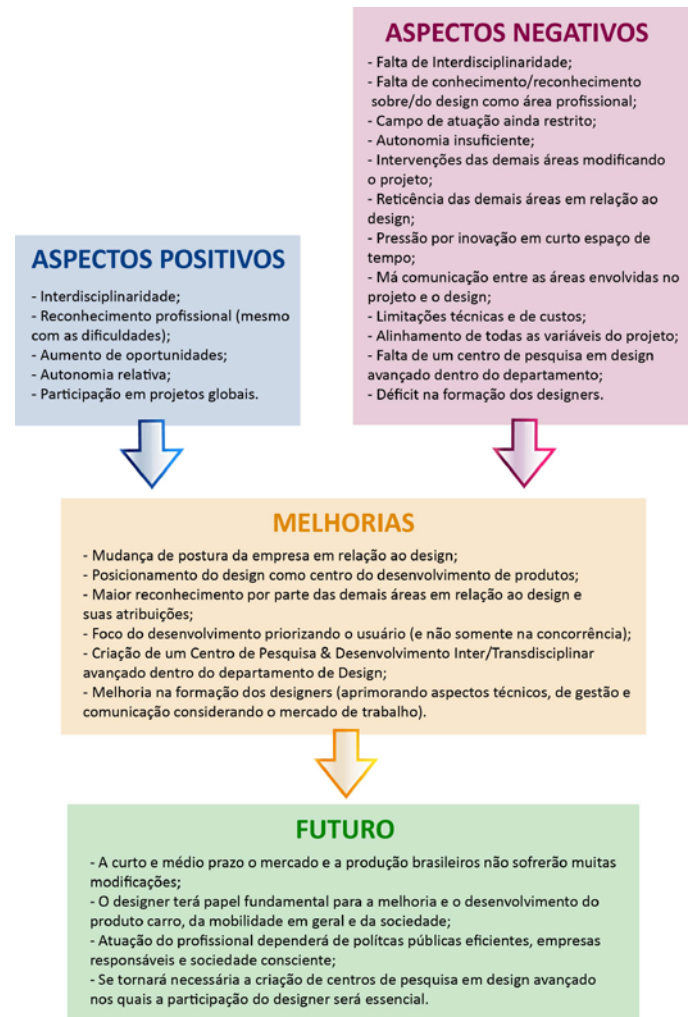 ASPECTOS NEGATIVOS
- Falta de Interdisciplinaridade;
- Falta de conhecimento/reconhecimento
sobre/do design como área profissional;
- Campo de atuação ainda restrito;
- Autonomia insuficiente;
- Intervenções das demais áreas modificando
o projeto;
- Reticência das demais áreas em relação ao
design;
- Pressão por inovação em curto espaço de
tempo;
- Má comunicação entre as áreas envolvidas no
projeto e o design;
- Limitações técnicas e de custos;
- Alinhamento de todas as variáveis do projeto;
- Falta de um centro de pesquisa em design
avançado dentro do departamento;
- Déficit na formação dos designers.
ASPECTOS POSITIVOS
- Interdisciplinaridade;
- Reconhecimento profissional (mesmo
com as dificuldades);
- Aumento de oportunidades;
- Autonomia relativa;
- Participação em projetos globais.
MELHORIAS
- Mudança de postura da empresa em relação ao design;
- Posicionamento do design como centro do desenvolvimento de produtos;
- Maior reconhecimento por parte das demais áreas em relação ao design e
suas atribuições;
- Foco do desenvolvimento priorizando o usuário (e não somente na concorrência);
- Criação de um Centro de Pesquisa & Desenvolvimento Inter/Transdisciplinar
avançado dentro do departamento de Design;
- Melhoria na formação dos designers (aprimorando aspectos técnicos, de gestão e
comunicação considerando o mercado de trabalho).
FUTURO
- A curto e médio prazo o mercado e a produção brasileiros não sofrerão muitas
modificações;
- O designer terá papel fundamental para a melhoria e o desenvolvimento do
produto carro, da mobilidade em geral e da sociedade;
- Atuação do profissional dependerá de polítcas públicas eficientes, empresas
responsáveis e sociedade consciente;
- Se tornará necessária a criação de centros de pesquisa em design avançado
nos quais a participação do designer será essencial.